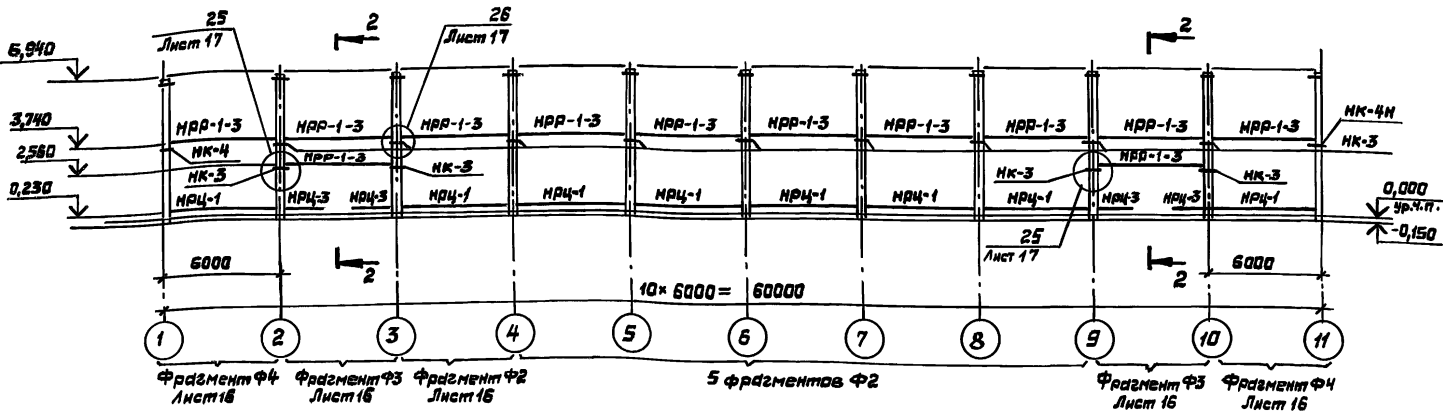 25
Лист 17
2
26
Лист 17
2
6,940
3,740
2,560
0,230
НРР-1-3
НРР-1-3
НРР-1-3
НРР-1-3
НРР-1-3
НРР-1-3
НРР-1-3
НРР-1-3
НРР-1-3
НРР-1-3
НК-4Н
НК-3
НК-4
НК-3
НРР-1-3
НК-3
НК-3
НРР-1-3
НК-3
НРЦ-1
НРЦ-3
НРЦ-3
НРЦ-1
НРЦ-1
НРЦ-1
НРЦ-1
НРЦ-1
НРЦ-1
НРЦ-3
НРЦ-3
НРЦ-1
0,000
ур.ч.п.
-0,150
25
Лист 17
6000
2
2
6000
10 × 6000 = 60000
1
2
3
4
5
6
7
8
9
10
11
Фрагмент Ф4
Лист 16
Фрагмент Ф3
Лист 16
Фрагмент Ф2
Лист 16
5 фрагментов Ф2
Фрагмент Ф3
Лист 16
Фрагмент Ф4
Лист 16